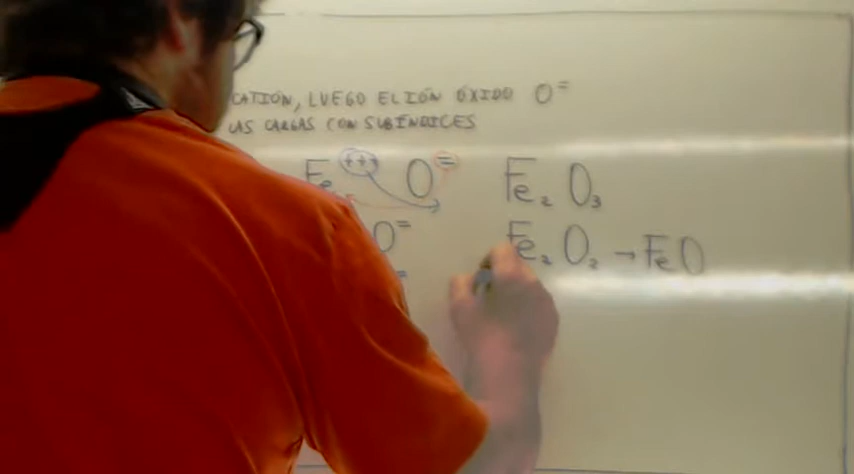 CATIÓN, LUEGO EL IÓN ÓXIDO O⁼
LAS CARGAS CON SUBÍNDICES
Fe⁺⁺⁺ O⁼ Fe₂ O₃
O⁼ Fe₂ O₂ → FeO
=